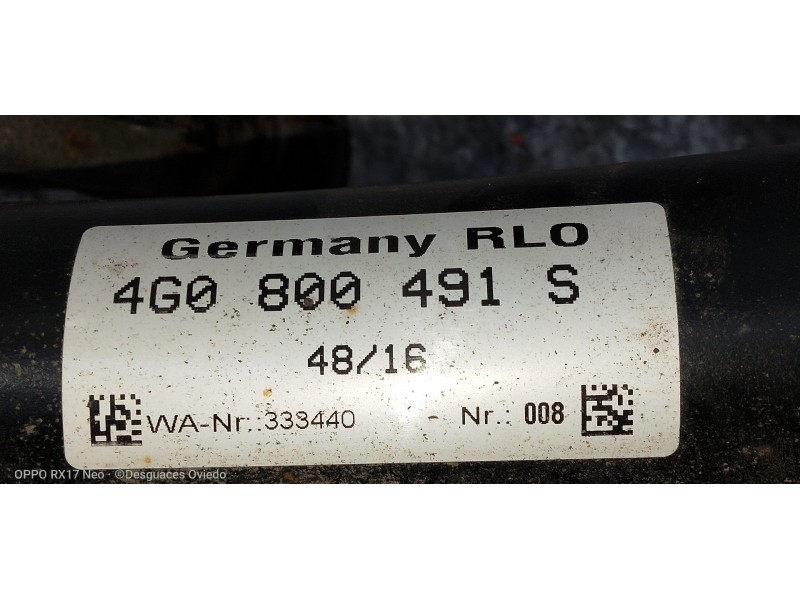 Germany RLO
4G0 800 491 S
48/16
WA-Nr.:333440 - Nr.: 008
OPPO RX17 Neo · ©Desguaces Oviedo